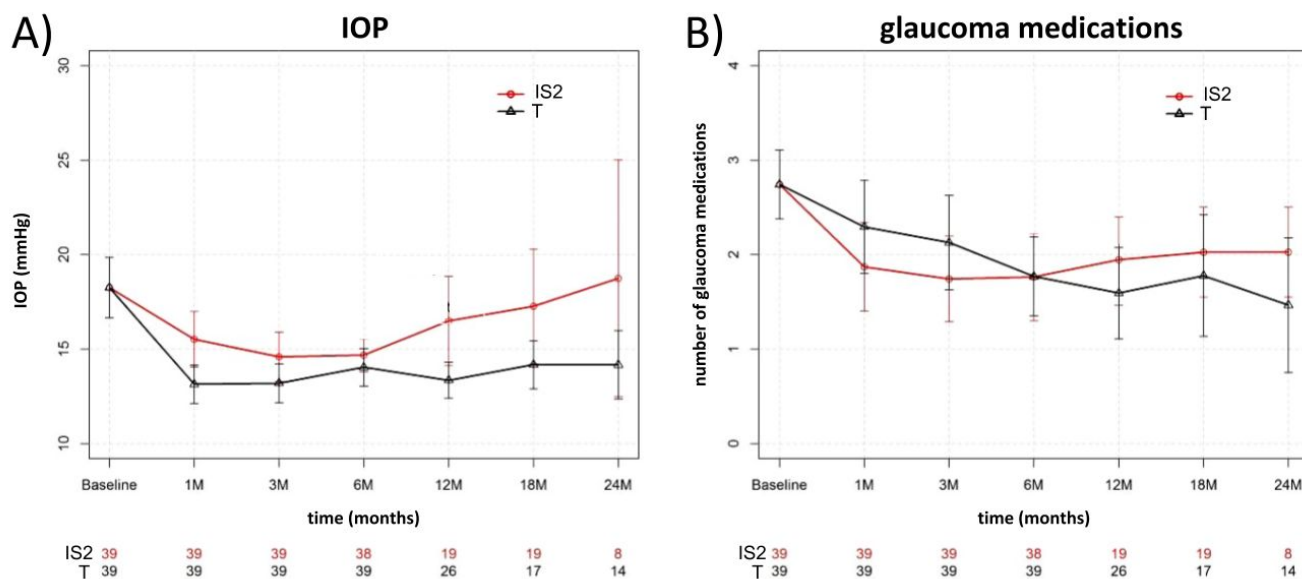 A) IOP
30
25
20
15
10
IOP (mmHg)
IS2
T
Baseline 1M 3M 6M 12M 18M 24M
time (months)
IS2 39 39 39 38 19 19 8
T 39 39 39 39 26 17 14
B) glaucoma medications
4
3
2
1
0
number of glaucoma medications
IS2
T
Baseline 1M 3M 6M 12M 18M 24M
time (months)
IS2 39 39 39 38 19 19 8
T 39 39 39 39 26 17 14